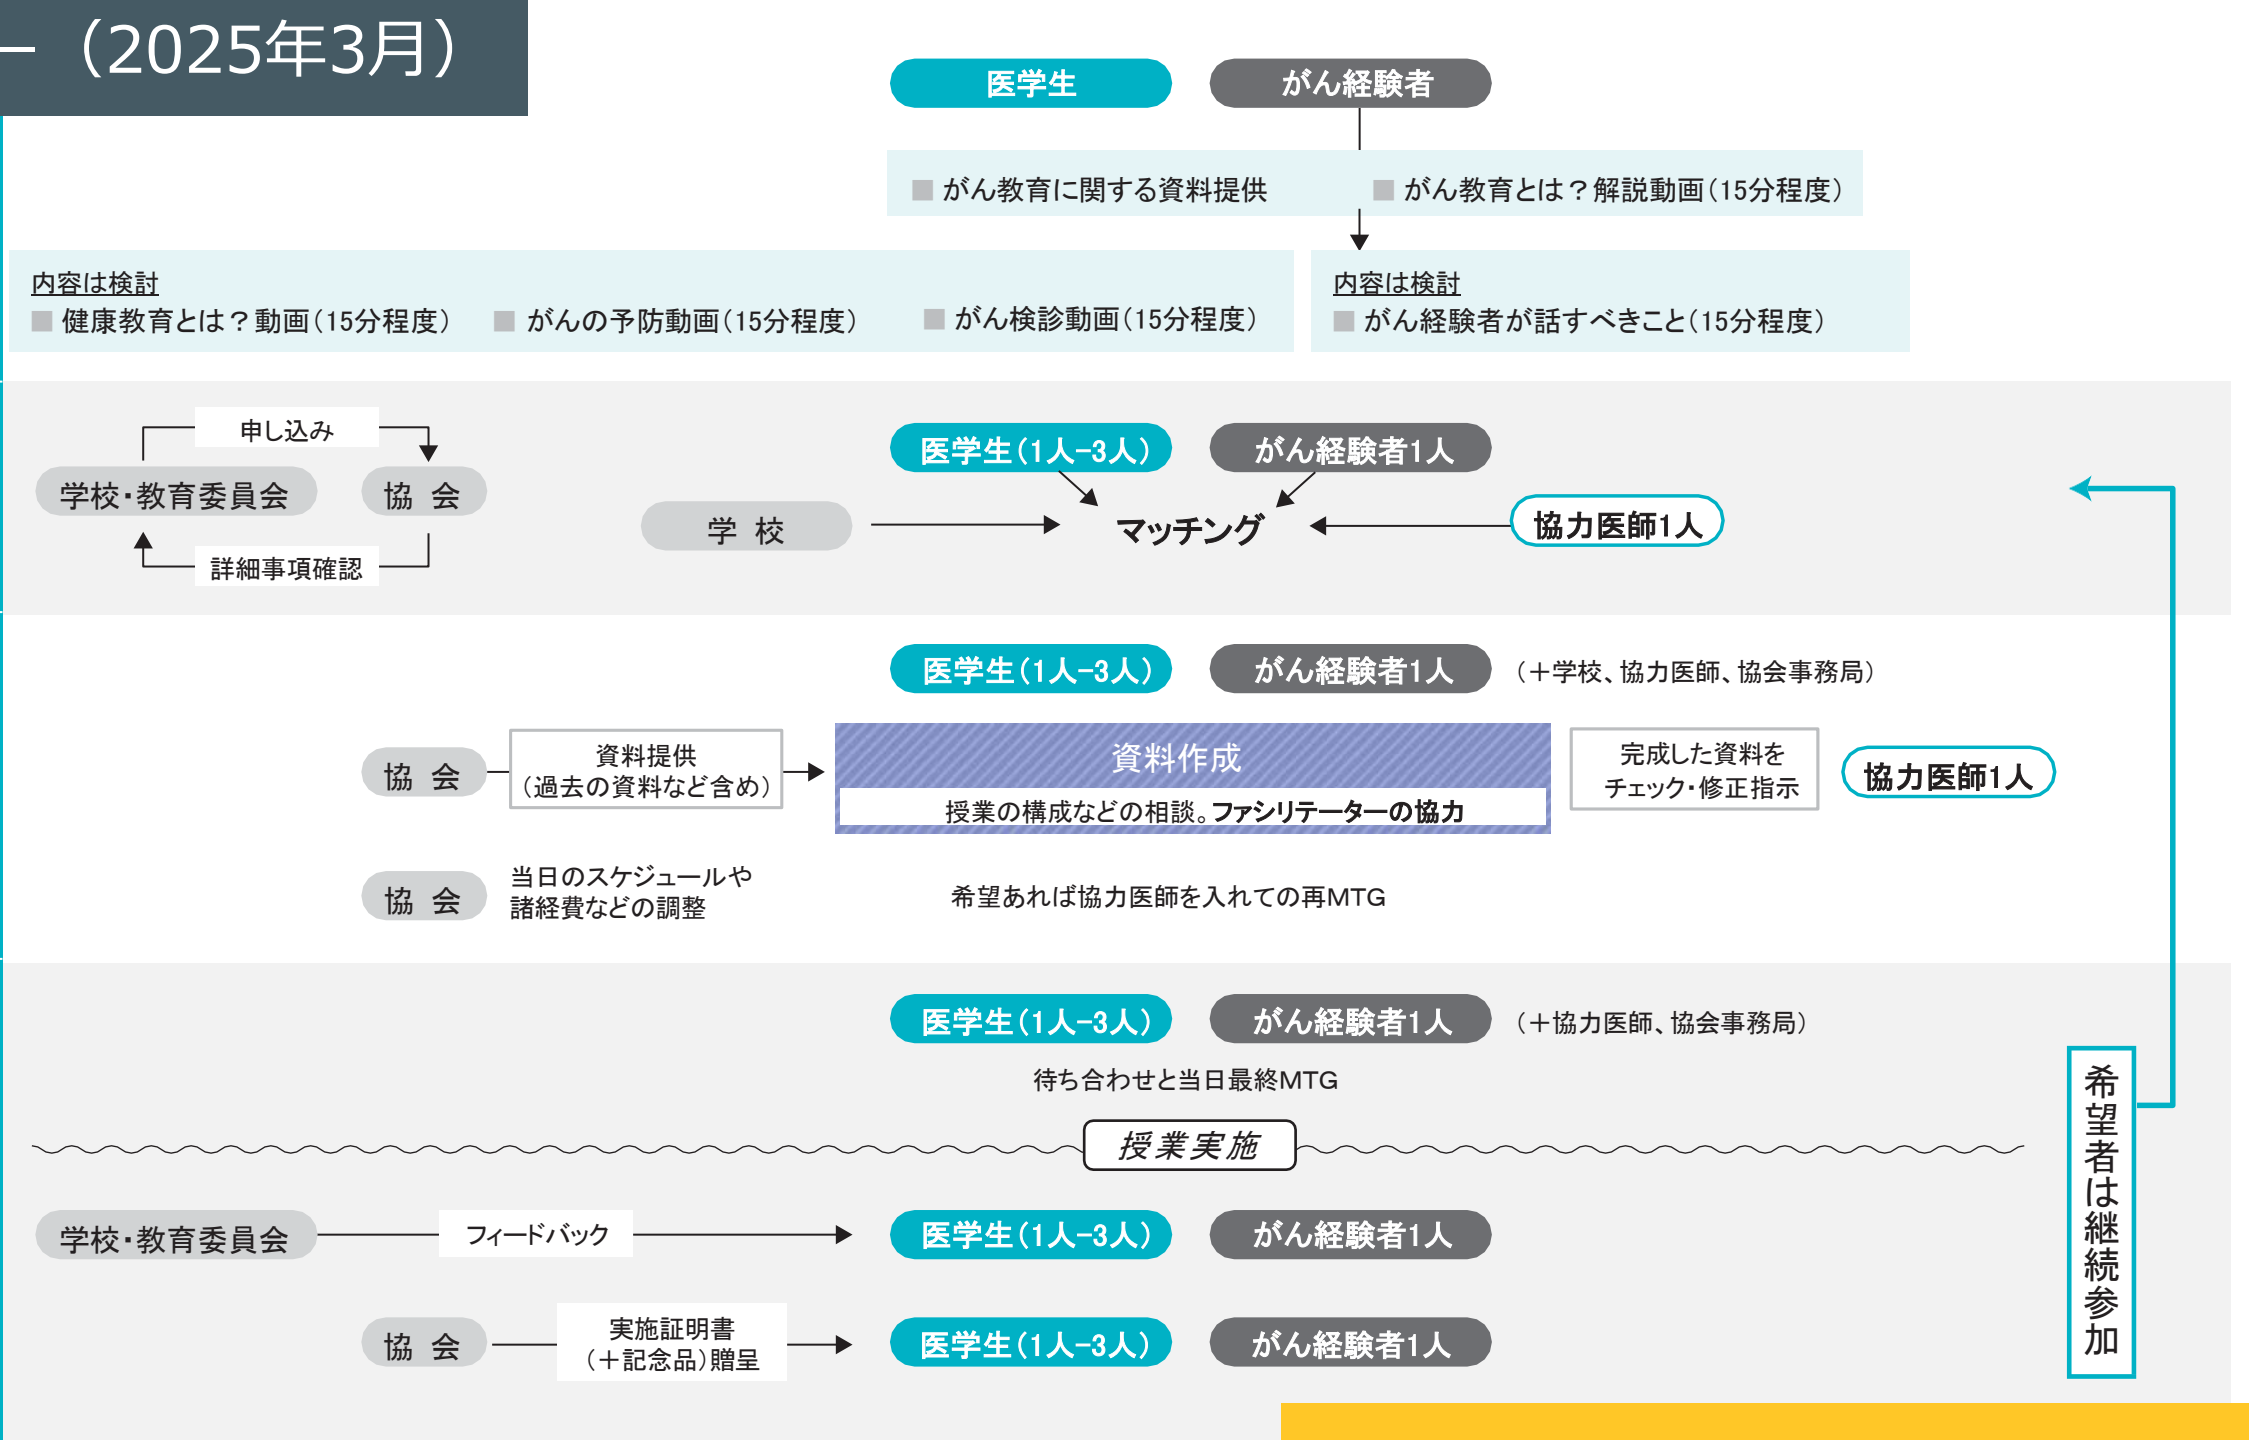 ー（2025年3月）
医学生
がん経験者
■ がん教育に関する資料提供
■ がん教育とは？解説動画（15分程度）
内容は検討
■ 健康教育とは？動画（15分程度）
■ がんの予防動画（15分程度）
■ がん検診動画（15分程度）
内容は検討
■ がん経験者が話すべきこと（15分程度）
申し込み
学校・教育委員会
協 会
詳細事項確認
医学生（1人–3人）
がん経験者1人
学 校
マッチング
協力医師1人
医学生（1人–3人）
がん経験者1人
（＋学校、協力医師、協会事務局）
協 会
資料提供
（過去の資料など含め）
資料作成
授業の構成などの相談。ファシリテーターの協力
完成した資料を
チェック・修正指示
協力医師1人
協 会
当日のスケジュールや
諸経費などの調整
希望あれば協力医師を入れての再MTG
医学生（1人–3人）
がん経験者1人
（＋協力医師、協会事務局）
待ち合わせと当日最終MTG
授業実施
学校・教育委員会
フィードバック
医学生（1人–3人）
がん経験者1人
協 会
実施証明書
（＋記念品）贈呈
医学生（1人–3人）
がん経験者1人
希望者は継続参加